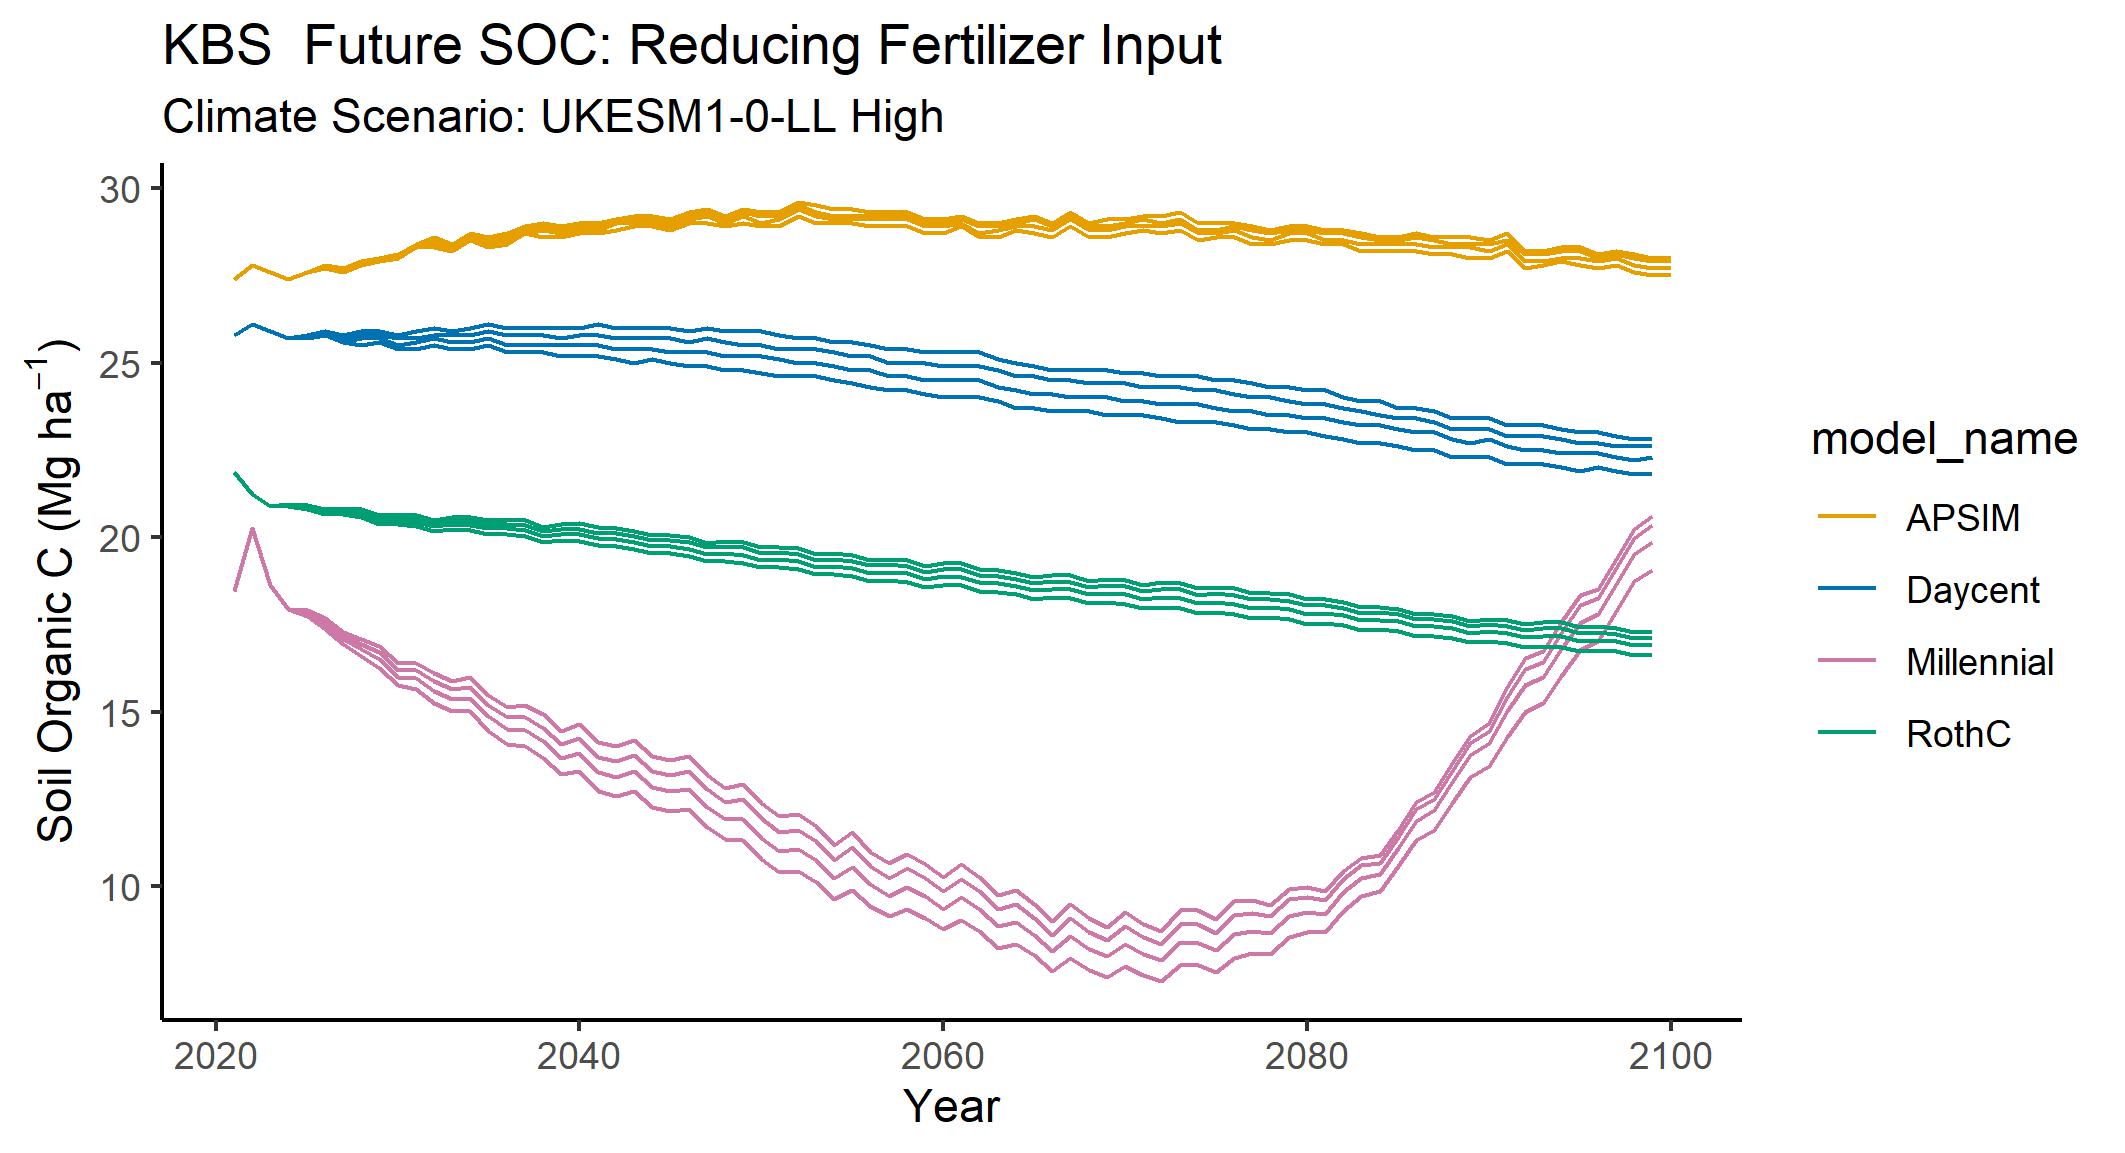 KBS  Future SOC: Reducing Fertilizer Input
Climate Scenario: UKESM1-0-LL High
Soil Organic C (Mg ha⁻¹)
30
25
20
15
10
2020 2040 2060 2080 2100
Year
model_name
APSIM
Daycent
Millennial
RothC